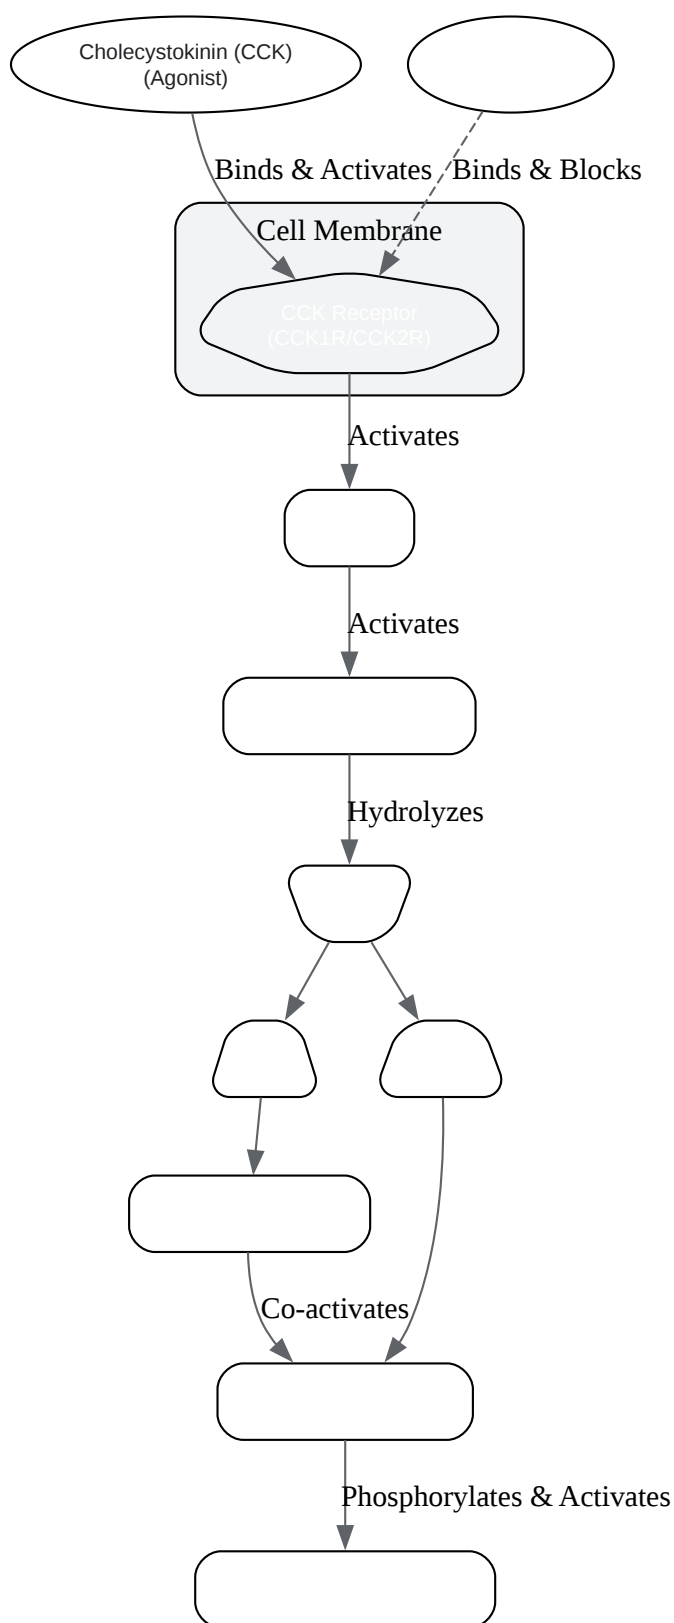 Cholecystokinin (CCK)
(Agonist)
Binds & Activates
Binds & Blocks
Cell Membrane
CCK Receptor
(CCK1R/CCK2R)
Activates
Activates
Hydrolyzes
Co-activates
Phosphorylates & Activates